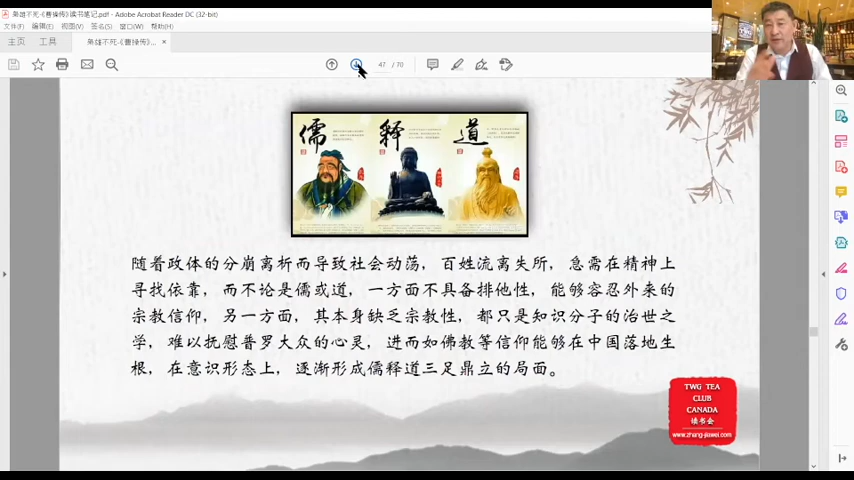 枭雄不死-《曹操传》读书笔记.pdf - Adobe Acrobat Reader DC (32-bit)
文件(F) 编辑(E) 视图(V) 签名(S) 窗口(W) 帮助(H)
主页 工具 枭雄不死-《曹操传》... ×
47 / 70
儒 释 道
随着政体的分崩离析而导致社会动荡，百姓流离失所，急需在精神上
寻找依靠，而不论是儒或道，一方面不具备排他性，能够容忍外来的
宗教信仰，另一方面，其本身缺乏宗教性，都只是知识分子的治世之
学，难以抚慰普罗大众的心灵，进而如佛教等信仰能够在中国落地生
根，在意识形态上，逐渐形成儒释道三足鼎立的局面。
TWG TEA
CLUB
CANADA
读书会
www.zhang-jiawei.com